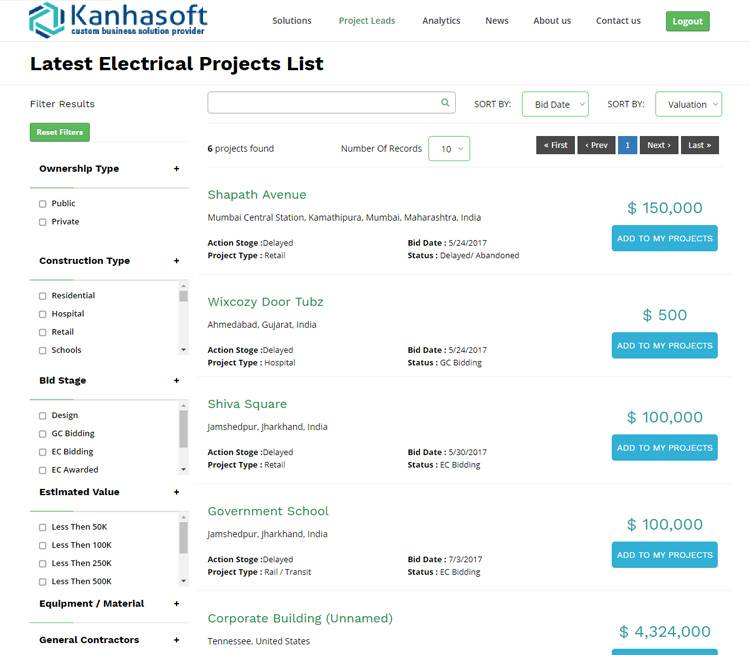 Kanhasoft
custom business solution provider
Solutions
Project Leads
Analytics
News
About us
Contact us
Logout
Latest Electrical Projects List
Filter Results
Reset Filters
Ownership Type +
Public
Private
Construction Type +
Residential
Hospital
Retail
Schools
Bid Stage +
Design
GC Bidding
EC Bidding
EC Awarded
Estimated Value +
Less Then 50K
Less Then 100K
Less Then 250K
Less Then 500K
Equipment / Material +
General Contractors +
SORT BY: Bid Date
SORT BY: Valuation
6 projects found
Number Of Records 10
« First
‹ Prev
1
Next ›
Last »
Shapath Avenue
Mumbai Central Station, Kamathipura, Mumbai, Maharashtra, India
Action Stoge :Delayed
Bid Date : 5/24/2017
Project Type : Retail
Status : Delayed/ Abandoned
$ 150,000
ADD TO MY PROJECTS
Wixcozy Door Tubz
Ahmedabad, Gujarat, India
Action Stoge :Delayed
Bid Date : 5/24/2017
Project Type : Hospital
Status : GC Bidding
$ 500
ADD TO MY PROJECTS
Shiva Square
Jamshedpur, Jharkhand, India
Action Stoge :Delayed
Bid Date : 5/30/2017
Project Type : Retail
Status : EC Bidding
$ 100,000
ADD TO MY PROJECTS
Government School
Jamshedpur, Jharkhand, India
Action Stoge :Delayed
Bid Date : 7/3/2017
Project Type : Rail / Transit
Status : EC Bidding
$ 100,000
ADD TO MY PROJECTS
Corporate Building (Unnamed)
Tennessee, United States
$ 4,324,000